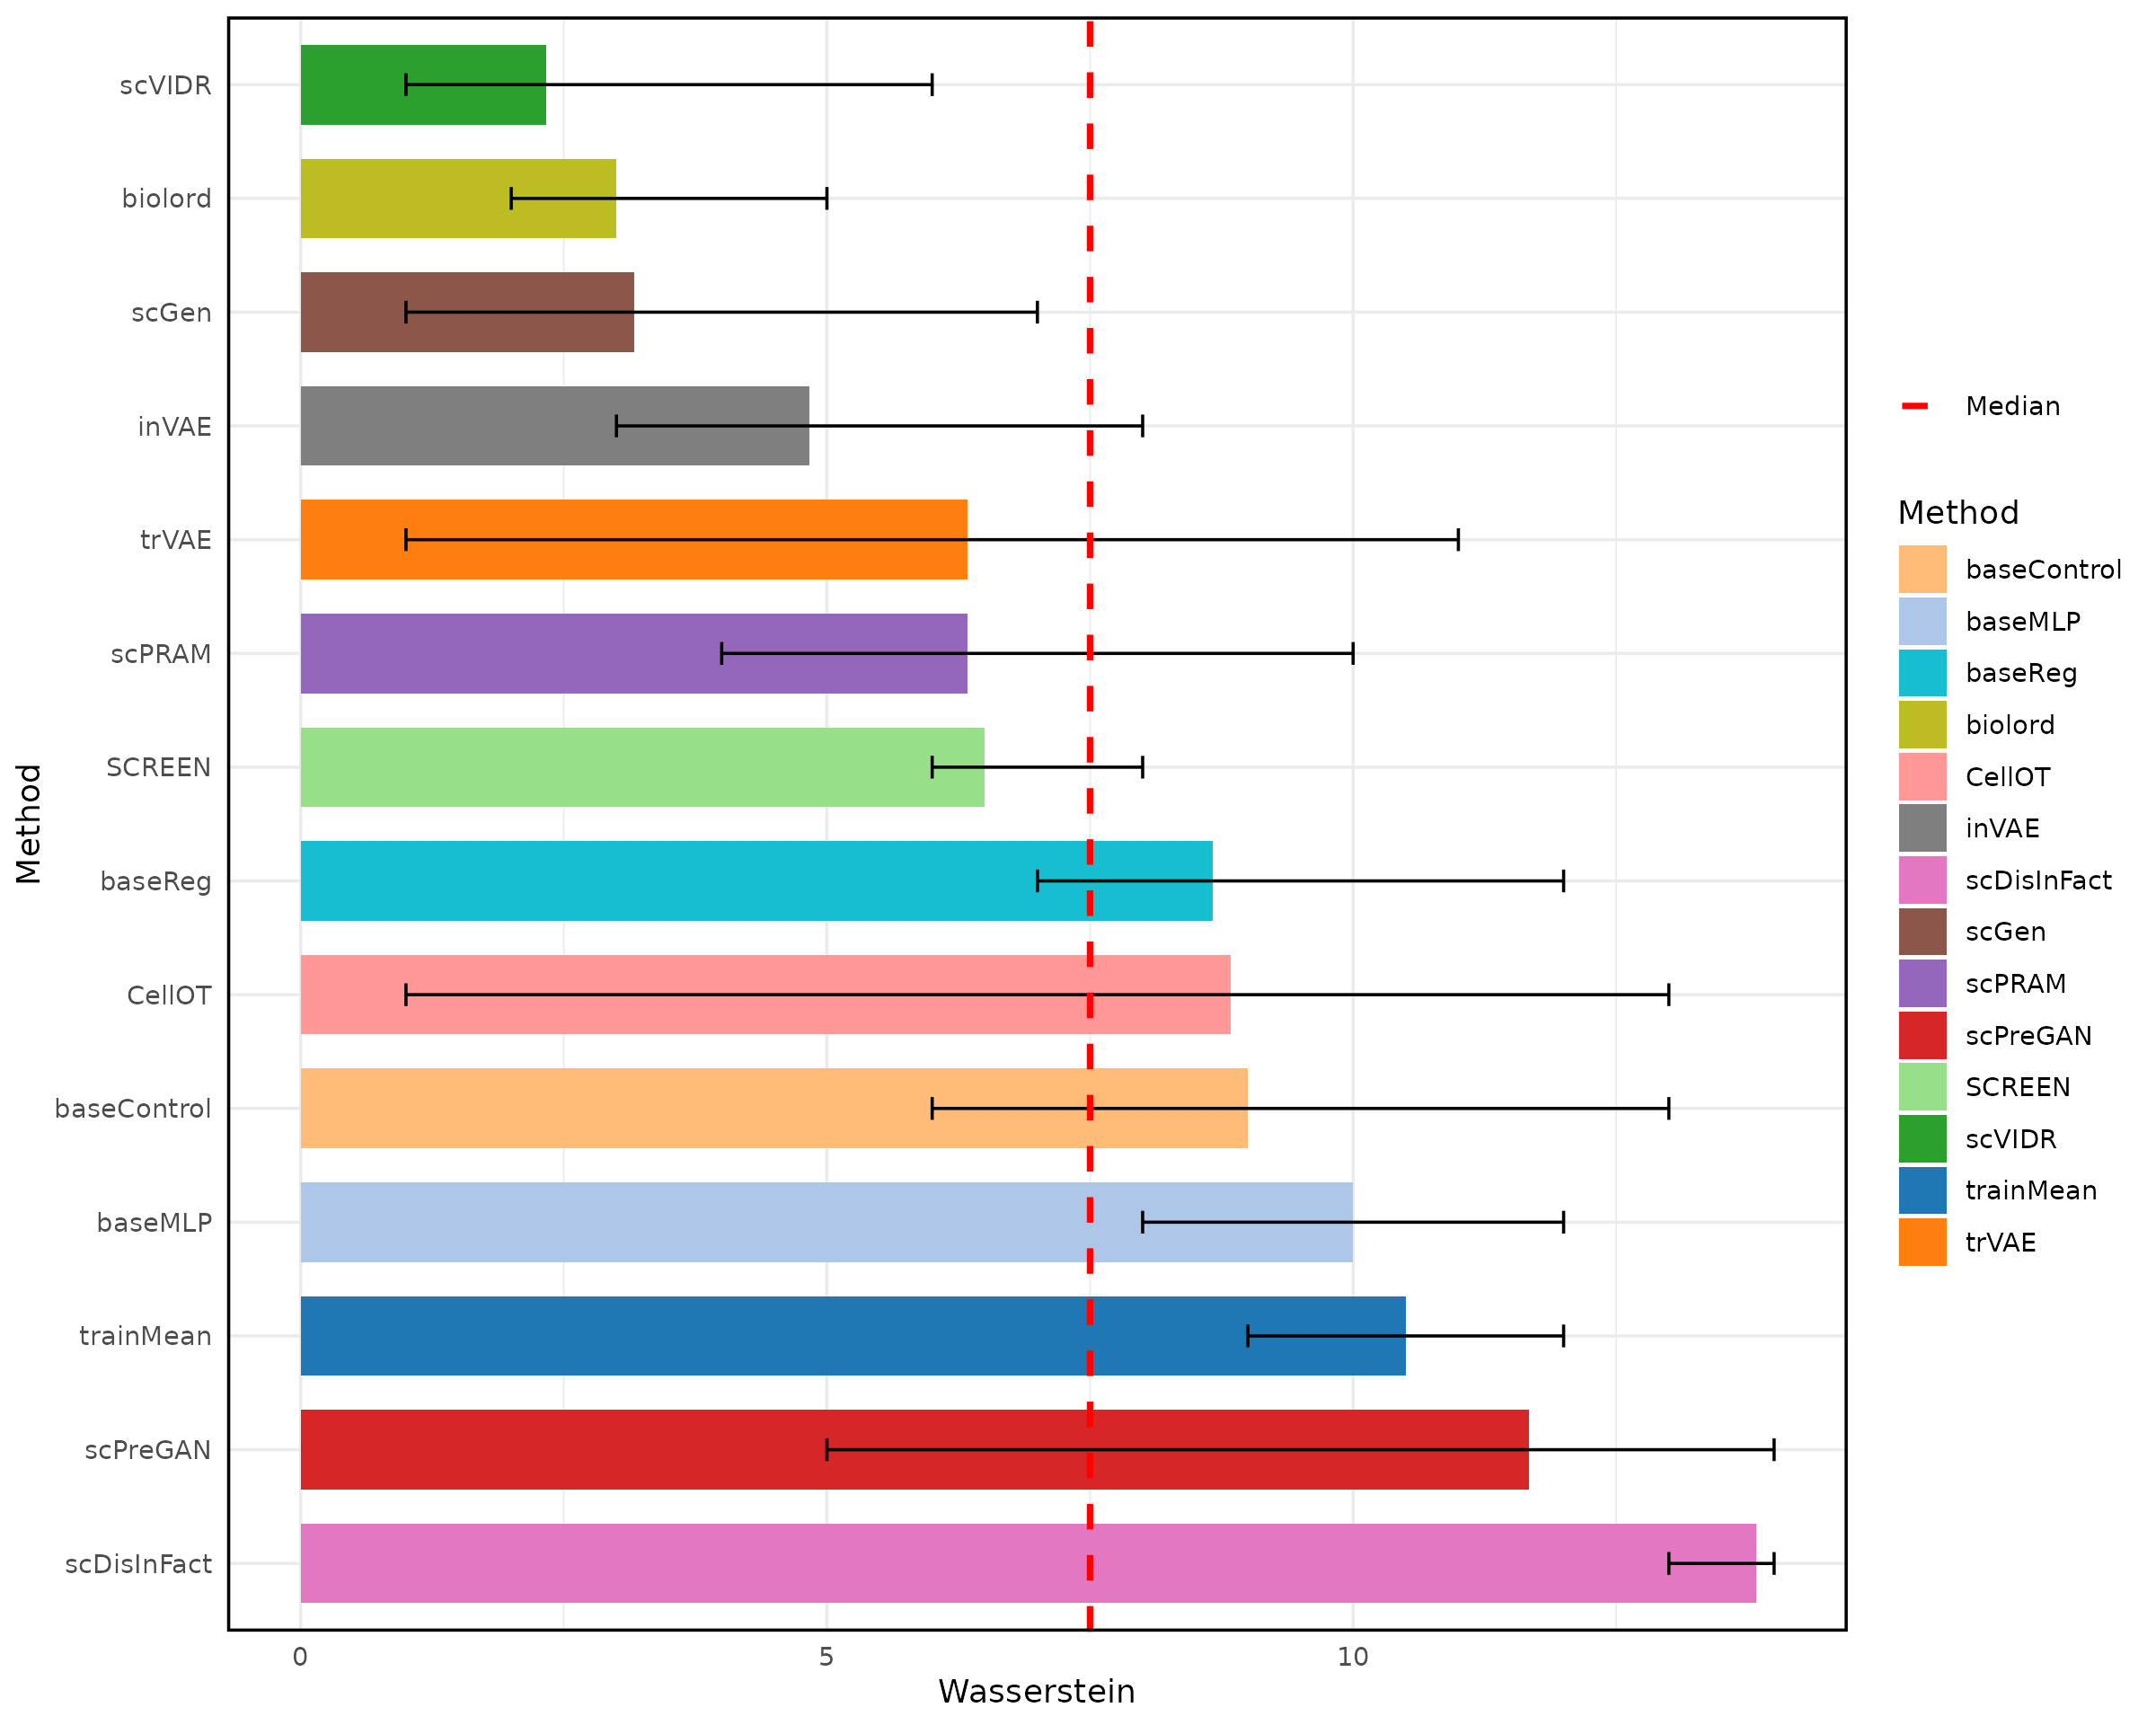 scVIDR
biolord
scGen
inVAE
trVAE
scPRAM
SCREEN
baseReg
CellOT
baseControl
baseMLP
trainMean
scPreGAN
scDisInFact
Method
0 5 10
Wasserstein
Median
Method
baseControl
baseMLP
baseReg
biolord
CellOT
inVAE
scDisInFact
scGen
scPRAM
scPreGAN
SCREEN
scVIDR
trainMean
trVAE